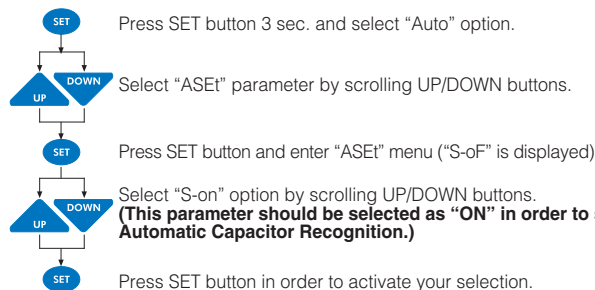 SET Press SET button 3 sec. and select “Auto” option.
UP DOWN Select “ASEt” parameter by scrolling UP/DOWN buttons.
SET Press SET button and enter “ASEt” menu (“S-oF” is displayed)
Select “S-on” option by scrolling UP/DOWN buttons.
UP DOWN (This parameter should be selected as “ON” in order to
Automatic Capacitor Recognition.)
SET Press SET button in order to activate your selection.